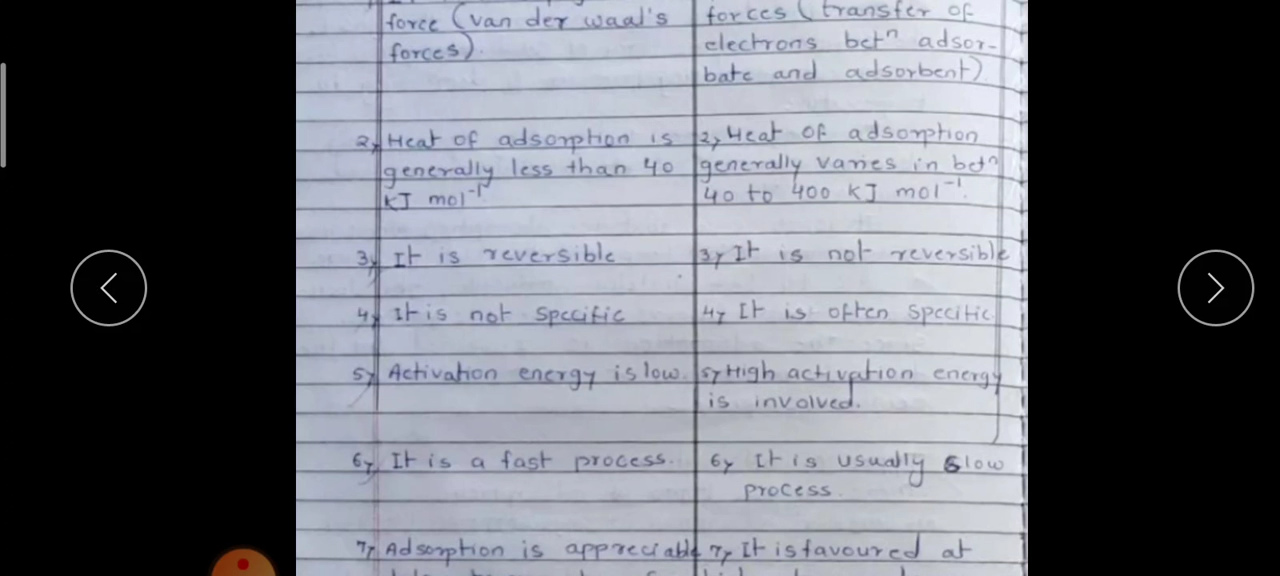 force (van der waal's
forces).
forces (transfer of
electrons betn adsor-
bate and adsorbent)
2, Heat of adsorption is
generally less than 40
KJ mol⁻¹
2, Heat of adsorption
generally varies in betn
40 to 400 KJ mol⁻¹.
3, It is reversible
3, It is not reversible
4, It is not specific
4, It is often specific
5, Activation energy is low.
5, High activation energy
is involved.
6, It is a fast process.
6, It is usually slow
process.
7, Adsorption is appreciable
7, It is favoured at